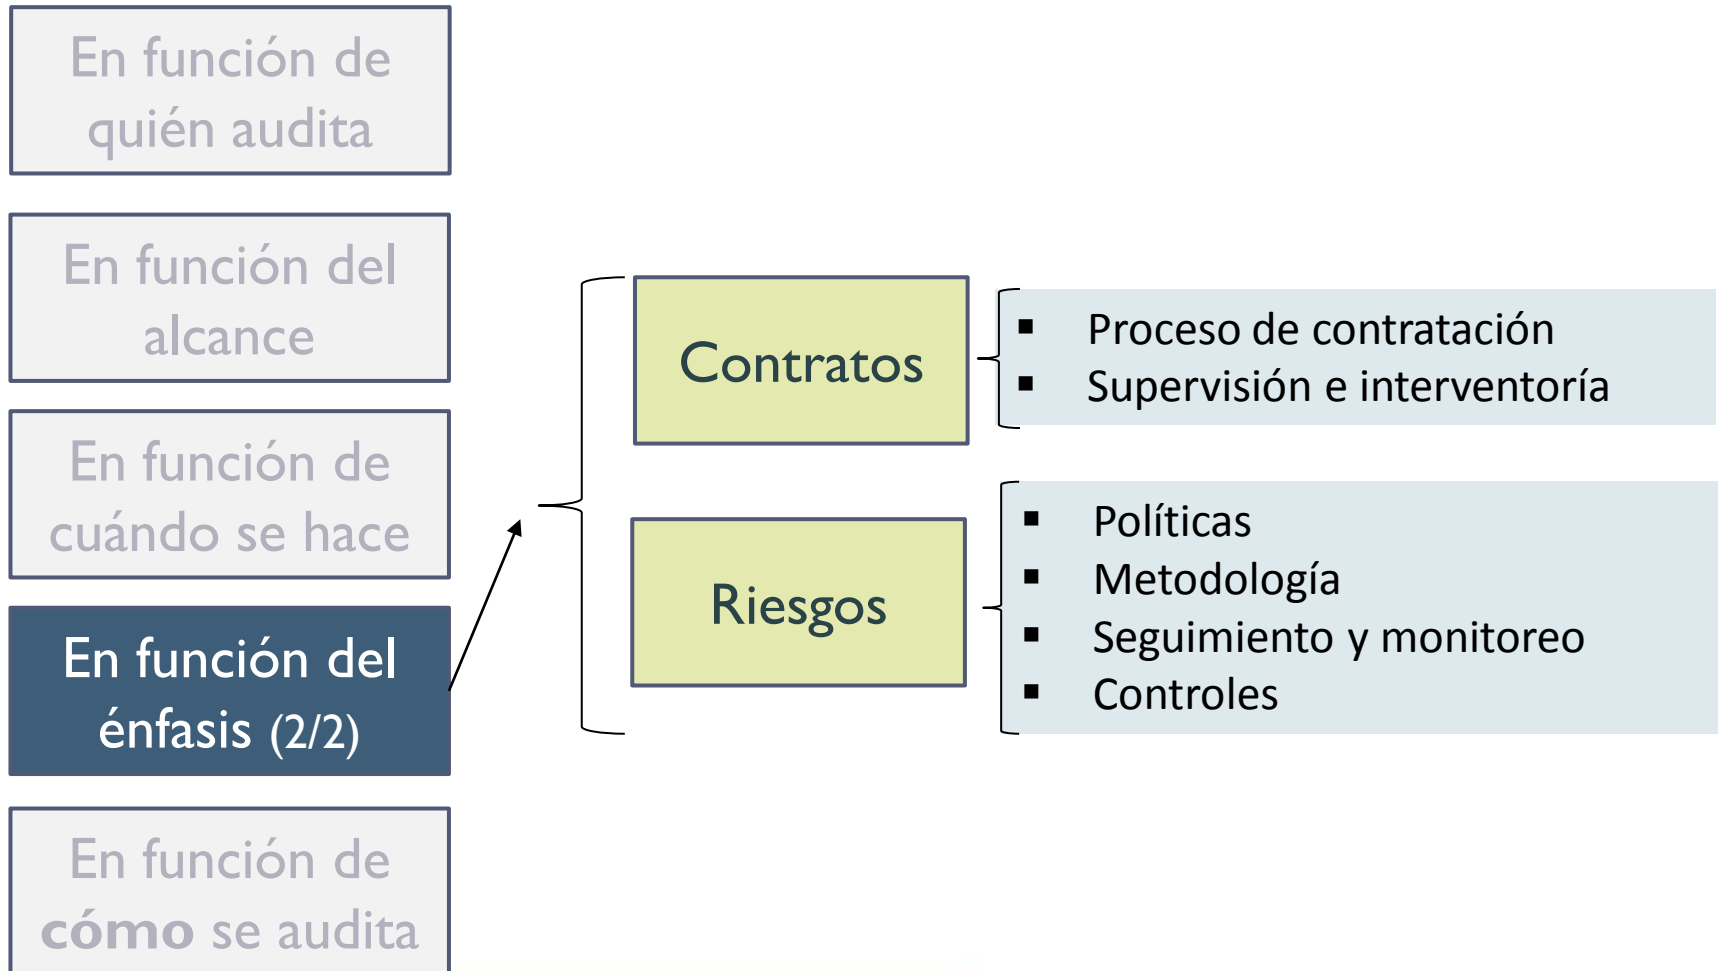 En función de
quién audita
En función del
alcance
En función de
cuándo se hace
En función del
énfasis (2/2)
En función de
cómo se audita
Contratos
▪ Proceso de contratación
▪ Supervisión e interventoría
Riesgos
▪ Políticas
▪ Metodología
▪ Seguimiento y monitoreo
▪ Controles